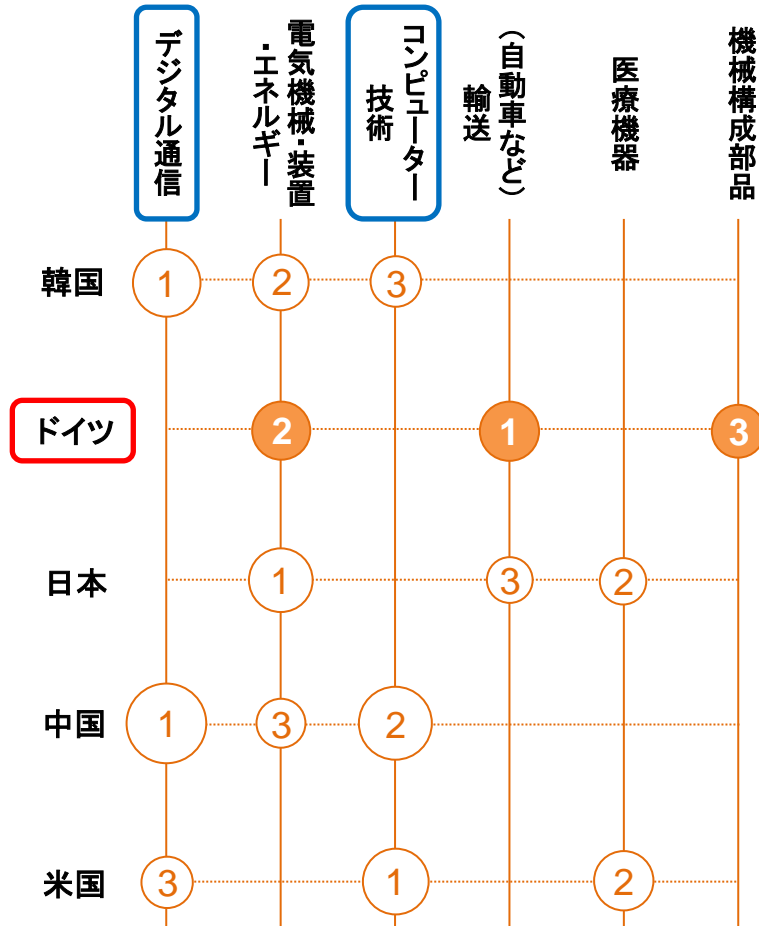 デジタル通信
電気機械・装置
・エネルギー
コンピューター
技術
（自動車など）
輸送
医療機器
機械構成部品
韓国
1
2
3
ドイツ
2
1
3
日本
1
3
2
中国
1
3
2
米国
3
1
2